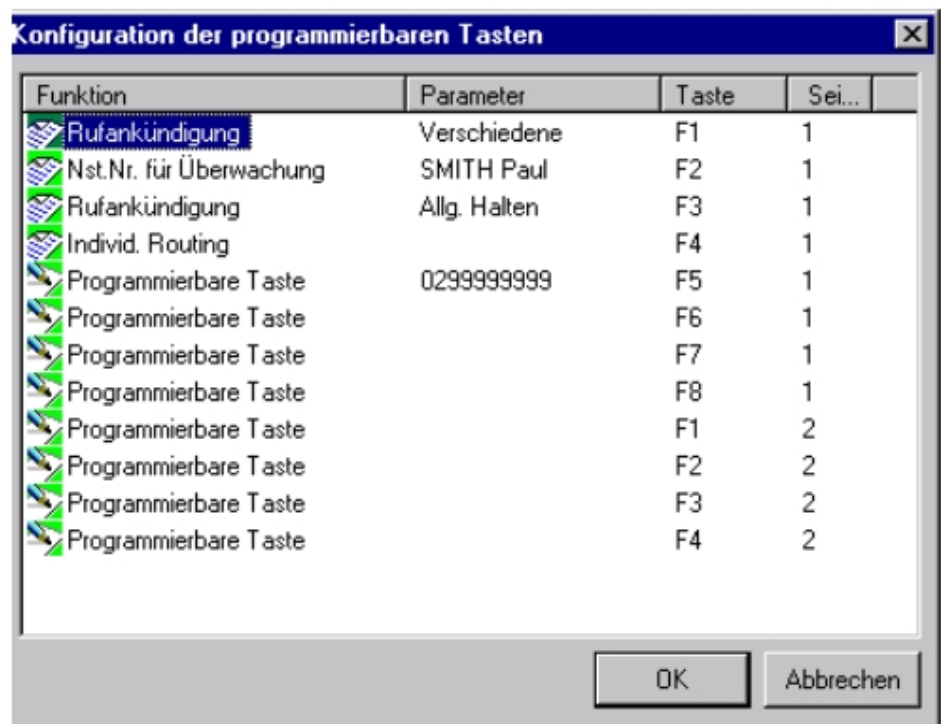 Konfiguration der programmierbaren Tasten
Funktion Parameter Taste Sei...
Rufankündigung Verschiedene F1 1
Nst.Nr. für Überwachung SMITH Paul F2 1
Rufankündigung Allg. Halten F3 1
Individ. Routing F4 1
Programmierbare Taste 0299999999 F5 1
Programmierbare Taste F6 1
Programmierbare Taste F7 1
Programmierbare Taste F8 1
Programmierbare Taste F1 2
Programmierbare Taste F2 2
Programmierbare Taste F3 2
Programmierbare Taste F4 2
OK Abbrechen